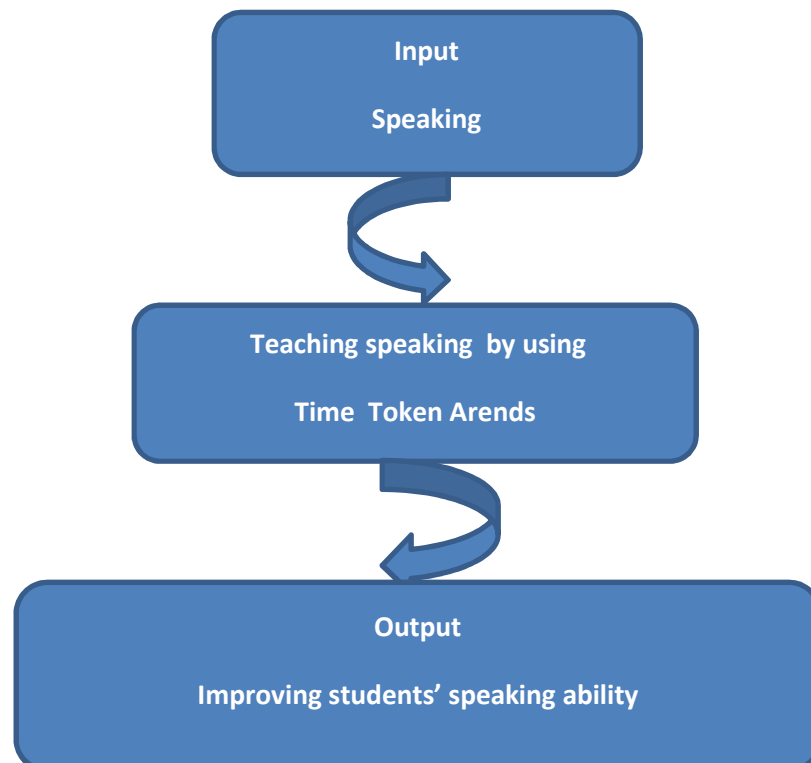 Input
Speaking
Teaching speaking  by using
Time  Token Arends
Output
Improving students’ speaking ability